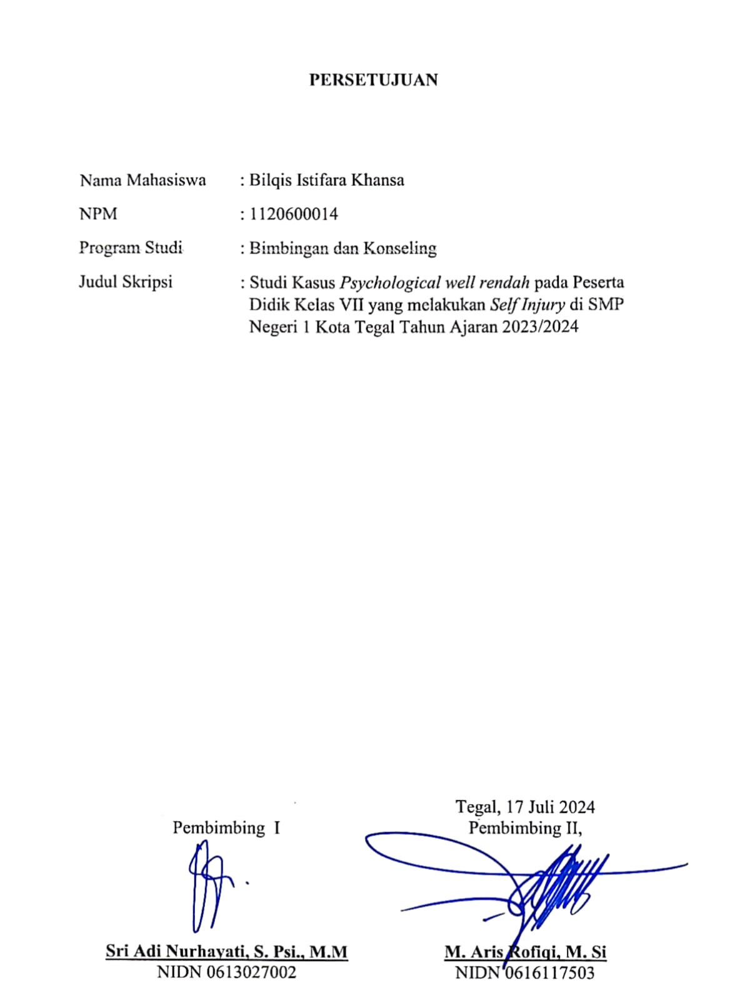 PERSETUJUAN
Nama Mahasiswa : Bilqis Istifara Khansa
NPM : 1120600014
Program Studi : Bimbingan dan Konseling
Judul Skripsi : Studi Kasus Psychological well rendah pada Peserta
Didik Kelas VII yang melakukan Self Injury di SMP
Negeri 1 Kota Tegal Tahun Ajaran 2023/2024
Tegal, 17 Juli 2024
Pembimbing I Pembimbing II,
Sri Adi Nurhayati, S. Psi., M.M M. Aris Rofiqi, M. Si
NIDN 0613027002 NIDN 0616117503